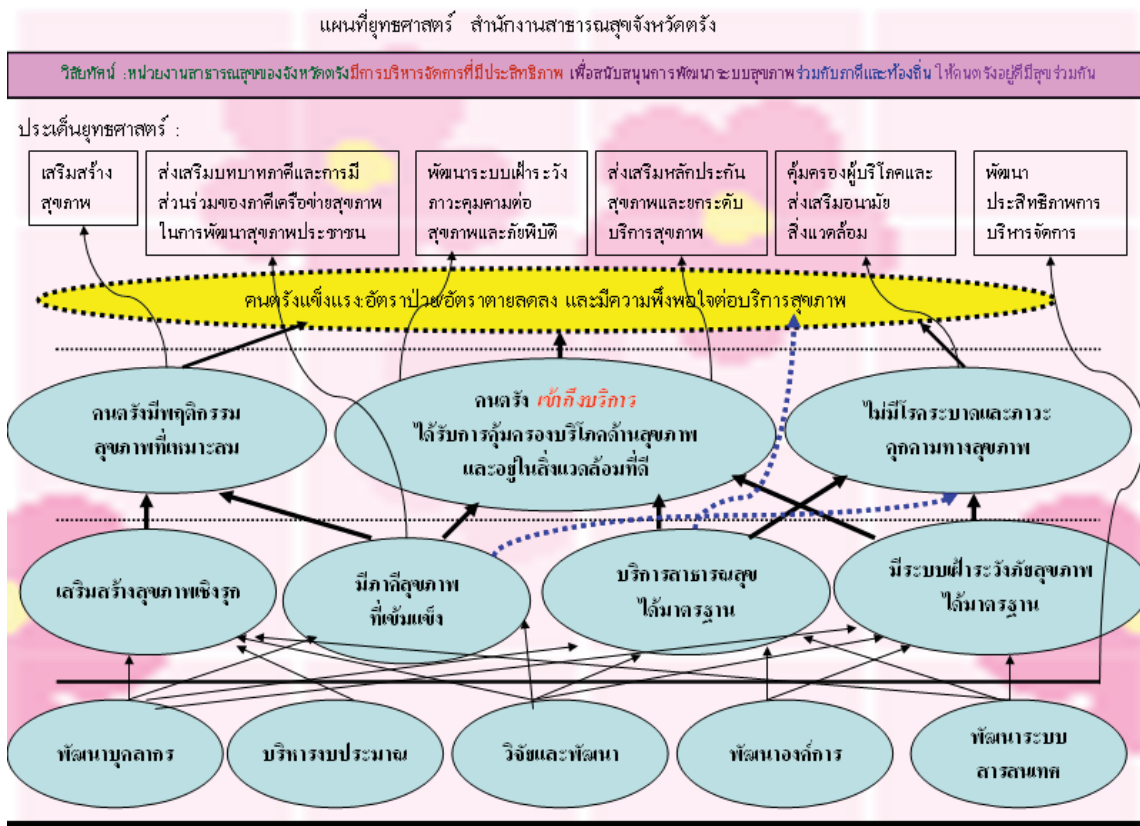 แผนที่ยุทธศาสตร์ สำนักงานสาธารณสุขจังหวัดตรัง
วิสัยทัศน์ :หน่วยงานสาธารณสุขของจังหวัดตรังมีการบริหารจัดการที่มีประสิทธิภาพ เพื่อสนับสนุนการพัฒนาระบบสุขภาพร่วมกับภาคีและท้องถิ่น ให้คนตรังอยู่ดีมีสุขร่วมกัน
ประเด็นยุทธศาสตร์ :
เสริมสร้าง
สุขภาพ
ส่งเสริมบทบาทภาคีและการมี
ส่วนร่วมของภาคีเครือข่ายสุขภาพ
ในการพัฒนาสุขภาพประชาชน
พัฒนาระบบเฝ้าระวัง
ภาวะคุมคามต่อ
สุขภาพและภัยพิบัติ
ส่งเสริมหลักประกัน
สุขภาพและยกระดับ
บริการสุขภาพ
คุ้มครองผู้บริโภคและ
ส่งเสริมอนามัย
สิ่งแวดล้อม
พัฒนา
ประสิทธิภาพการ
บริหารจัดการ
คนตรังแข็งแรง:อัตราป่วย/อัตราตายลดลง และมีความพึงพอใจต่อบริการสุขภาพ
คนตรังมีพฤติกรรม
สุขภาพที่เหมาะสม
คนตรัง เข้าถึงบริการ
ได้รับการคุ้มครองบริโภคด้านสุขภาพ
และอยู่ในสิ่งแวดล้อมที่ดี
ไม่มีโรคระบาดและภาวะ
คุกคามทางสุขภาพ
เสริมสร้างสุขภาพเชิงรุก
มีภาคีสุขภาพ
ที่เข้มแข็ง
บริการสาธารณสุข
ได้มาตรฐาน
มีระบบเฝ้าระวังภัยสุขภาพ
ได้มาตรฐาน
พัฒนาบุคลากร
บริหารงบประมาณ
วิจัยและพัฒนา
พัฒนาองค์การ
พัฒนาระบบ
สารสนเทศ